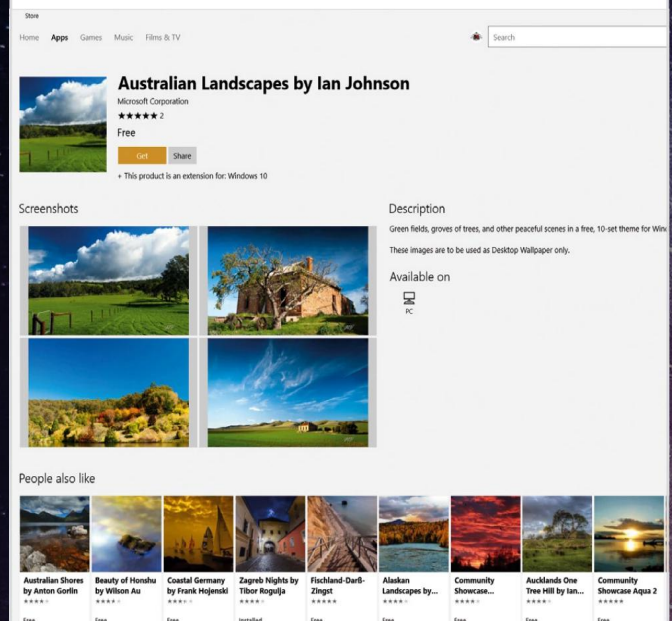 Store
Home Apps Games Music Films & TV
Search
Australian Landscapes by Ian Johnson
Microsoft Corporation
★★★★★ 2
Free
Get Share
+ This product is an extension for: Windows 10
Screenshots
Description
Green fields, groves of trees, and other peaceful scenes in a free, 10-set theme for
These images are to be used as Desktop Wallpaper only.
Available on
PC
People also like
Australian Shores by Anton Gorlin
Free
Beauty of Honshu by Wilson Au
Free
Coastal Germany by Frank Hojenski
Free
Zagreb Nights by Tibor Rogulja
Installed
Fischland-Darß-Zingst
Free
Alaskan Landscapes by...
Free
Community Showcase...
Free
Aucklands One Tree Hill by Ian...
Free
Community Showcase Aqua 2
Free